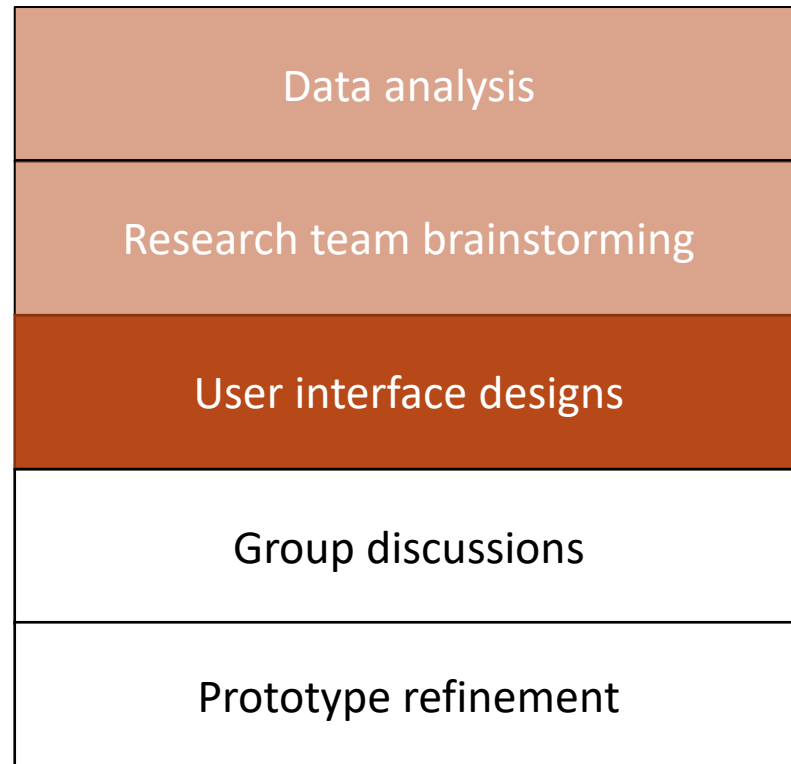 Data analysis
Research team brainstorming
User interface designs
Group discussions
Prototype refinement